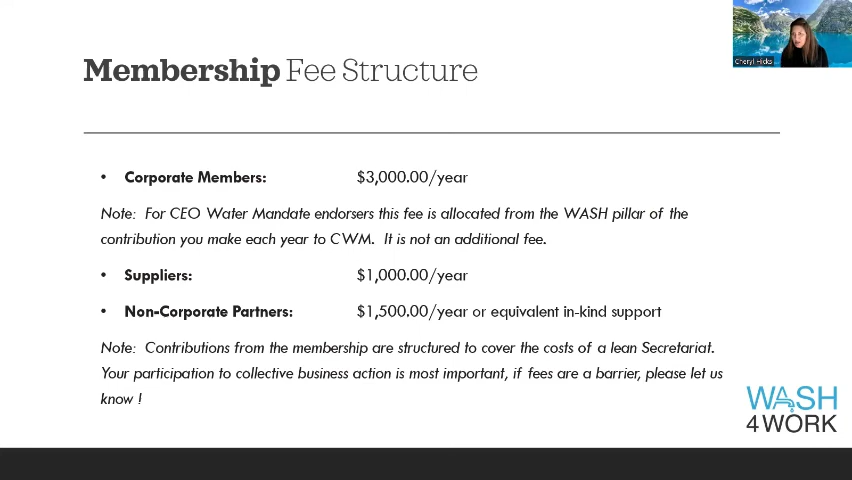 Cheryl Hicks
Membership Fee Structure
• Corporate Members: $3,000.00/year
Note: For CEO Water Mandate endorsers this fee is allocated from the WASH pillar of the
contribution you make each year to CWM. It is not an additional fee.
• Suppliers: $1,000.00/year
• Non-Corporate Partners: $1,500.00/year or equivalent in-kind support
Note: Contributions from the membership are structured to cover the costs of a lean Secretariat.
Your participation to collective business action is most important, if fees are a barrier, please let us
know !
WASH
4WORK